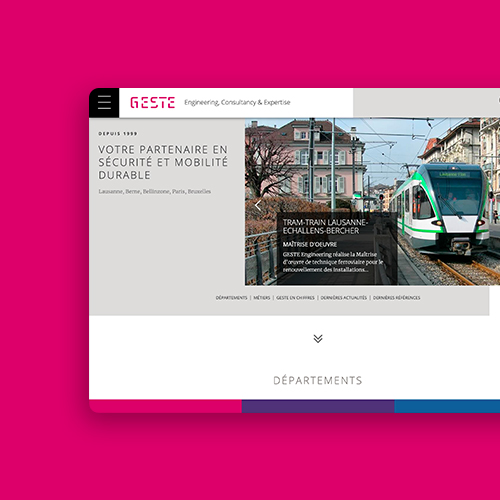 GESTE
Engineering, Consultancy & Expertise
DEPUIS 1999
VOTRE PARTENAIRE EN
SÉCURITÉ ET MOBILITÉ
DURABLE
Lausanne, Berne, Bellinzone, Paris, Bruxelles
LAUSANNE
TRAM-TRAIN LAUSANNE-
ECHALLENS-BERCHER
MAÎTRISE D'OEUVRE
GESTE Engineering réalise la Maîtrise
d'œuvre de technique ferroviaire pour le
renouvellement des installations...
DÉPARTEMENTS | MÉTIERS | GESTE EN CHIFFRES | DERNIÈRES ACTUALITÉS | DERNIÈRES RÉFÉRENCES
DÉPARTEMENTS